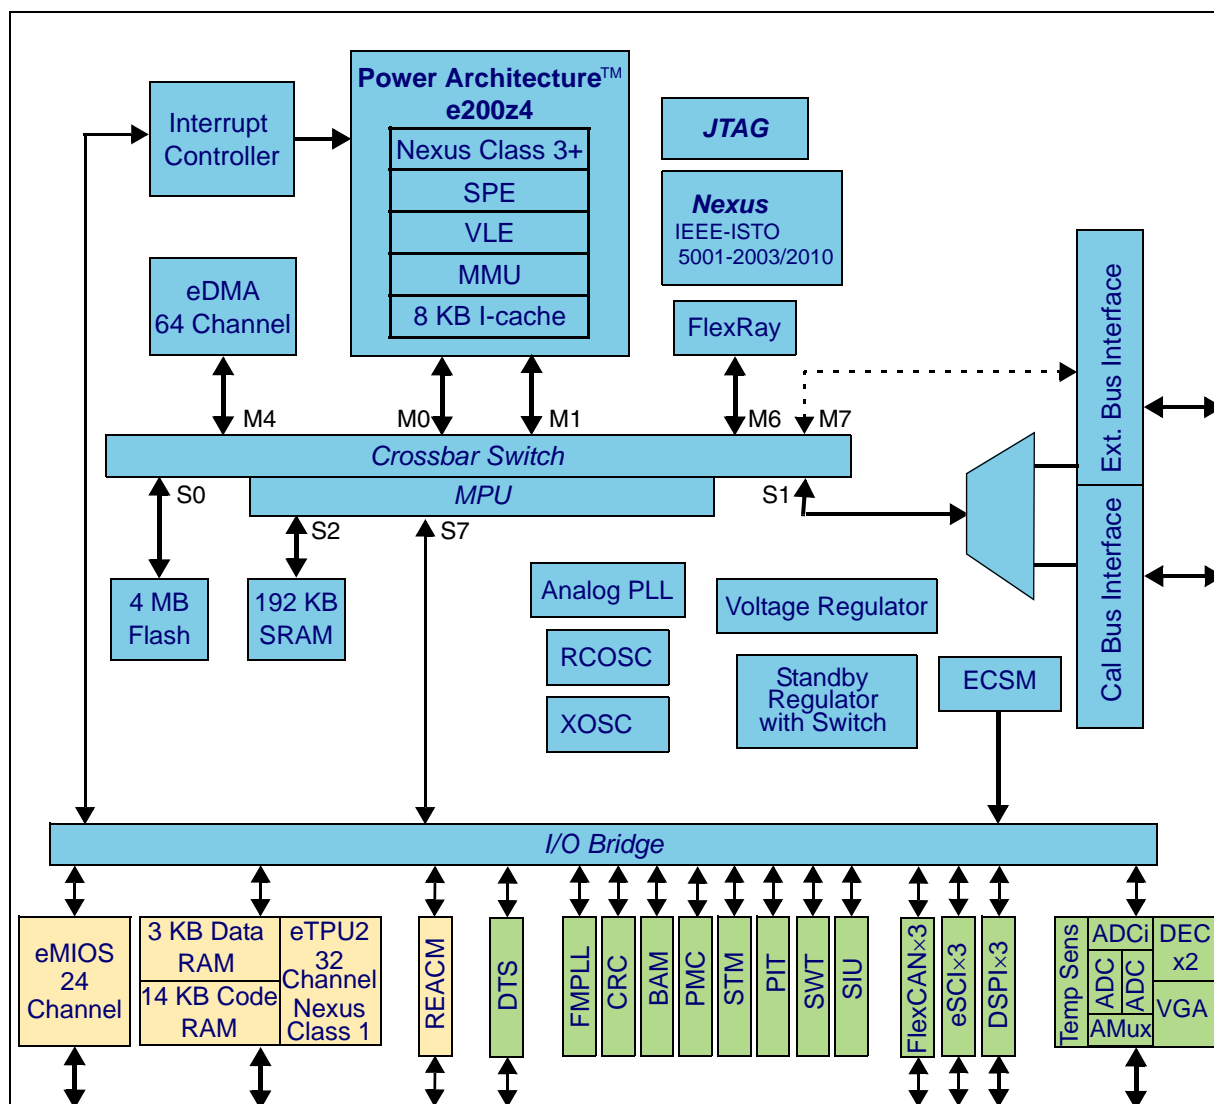 Power Architecture™
e200z4
Nexus Class 3+
SPE
VLE
MMU
8 KB I-cache
Interrupt
Controller
JTAG
Nexus
IEEE-ISTO
5001-2003/2010
eDMA
64 Channel
FlexRay
Ext. Bus Interface
Cal Bus Interface
M4
M0
M1
M6
M7
Crossbar Switch
MPU
S0
S2
S7
S1
4 MB
Flash
192 KB
SRAM
Analog PLL
RCOSC
XOSC
Voltage Regulator
Standby
Regulator
with Switch
ECSM
I/O Bridge
eMIOS
24
Channel
3 KB Data
RAM
14 KB Code
RAM
eTPU2
32
Channel
Nexus
Class 1
REACM
DTS
FMPLL
CRC
BAM
PMC
STM
PIT
SWT
SIU
FlexCAN×3
eSCI×3
DSPI×3
Temp Sens
ADCi
ADC
ADC
AMux
DEC
x2
VGA